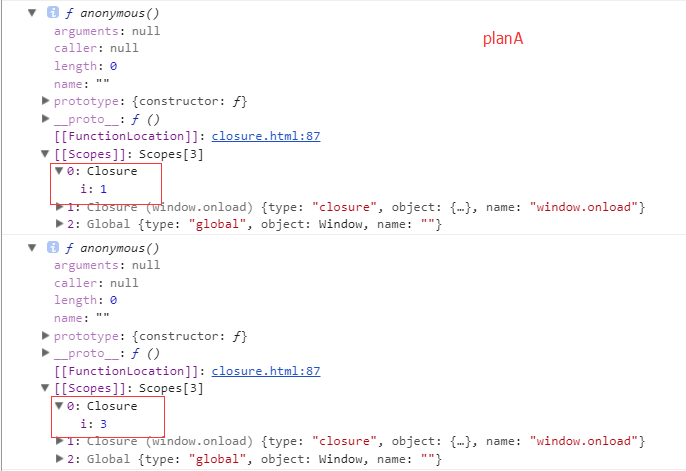 ƒ anonymous()
planA
arguments: null
caller: null
length: 0
name: ""
prototype: {constructor: ƒ}
__proto__: ƒ ()
[[FunctionLocation]]: closure.html:87
[[Scopes]]: Scopes[3]
0: Closure
i: 1
1: Closure (window.onload) {type: "closure", object: {…}, name: "window.onload"}
2: Global {type: "global", object: Window, name: ""}
ƒ anonymous()
arguments: null
caller: null
length: 0
name: ""
prototype: {constructor: ƒ}
__proto__: ƒ ()
[[FunctionLocation]]: closure.html:87
[[Scopes]]: Scopes[3]
0: Closure
i: 3
1: Closure (window.onload) {type: "closure", object: {…}, name: "window.onload"}
2: Global {type: "global", object: Window, name: ""}